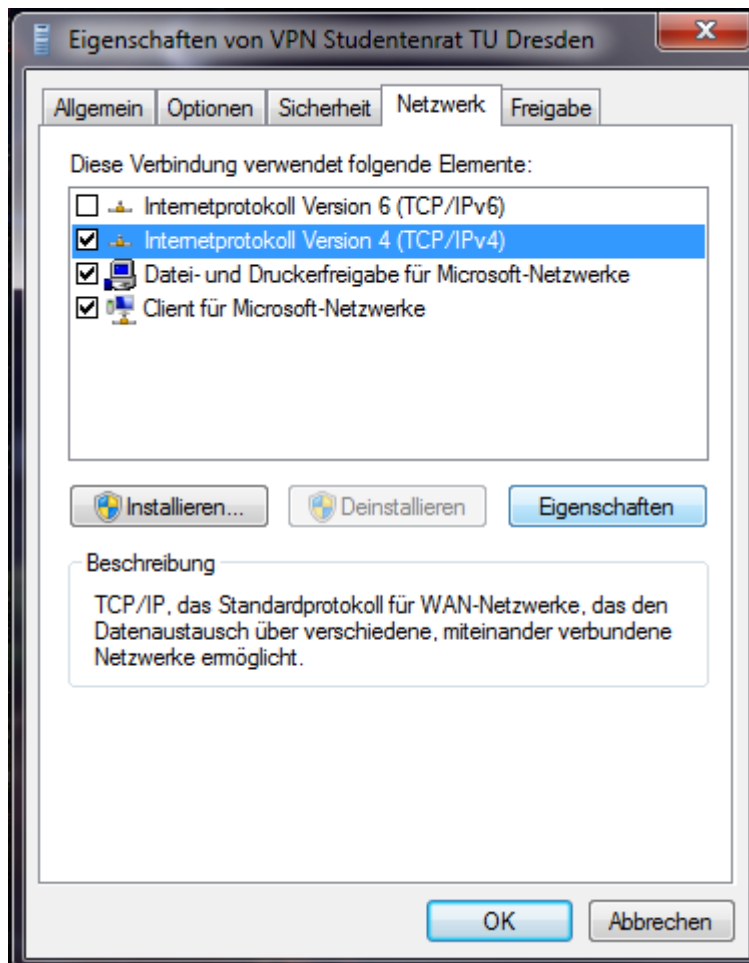 Eigenschaften von VPN Studentenrat TU Dresden
Allgemein Optionen Sicherheit Netzwerk Freigabe
Diese Verbindung verwendet folgende Elemente:
Internetprotokoll Version 6 (TCP/IPv6)
Internetprotokoll Version 4 (TCP/IPv4)
Datei- und Druckerfreigabe für Microsoft-Netzwerke
Client für Microsoft-Netzwerke
Installieren... Deinstallieren Eigenschaften
Beschreibung
TCP/IP, das Standardprotokoll für WAN-Netzwerke, das den
Datenaustausch über verschiedene, miteinander verbundene
Netzwerke ermöglicht.
OK Abbrechen